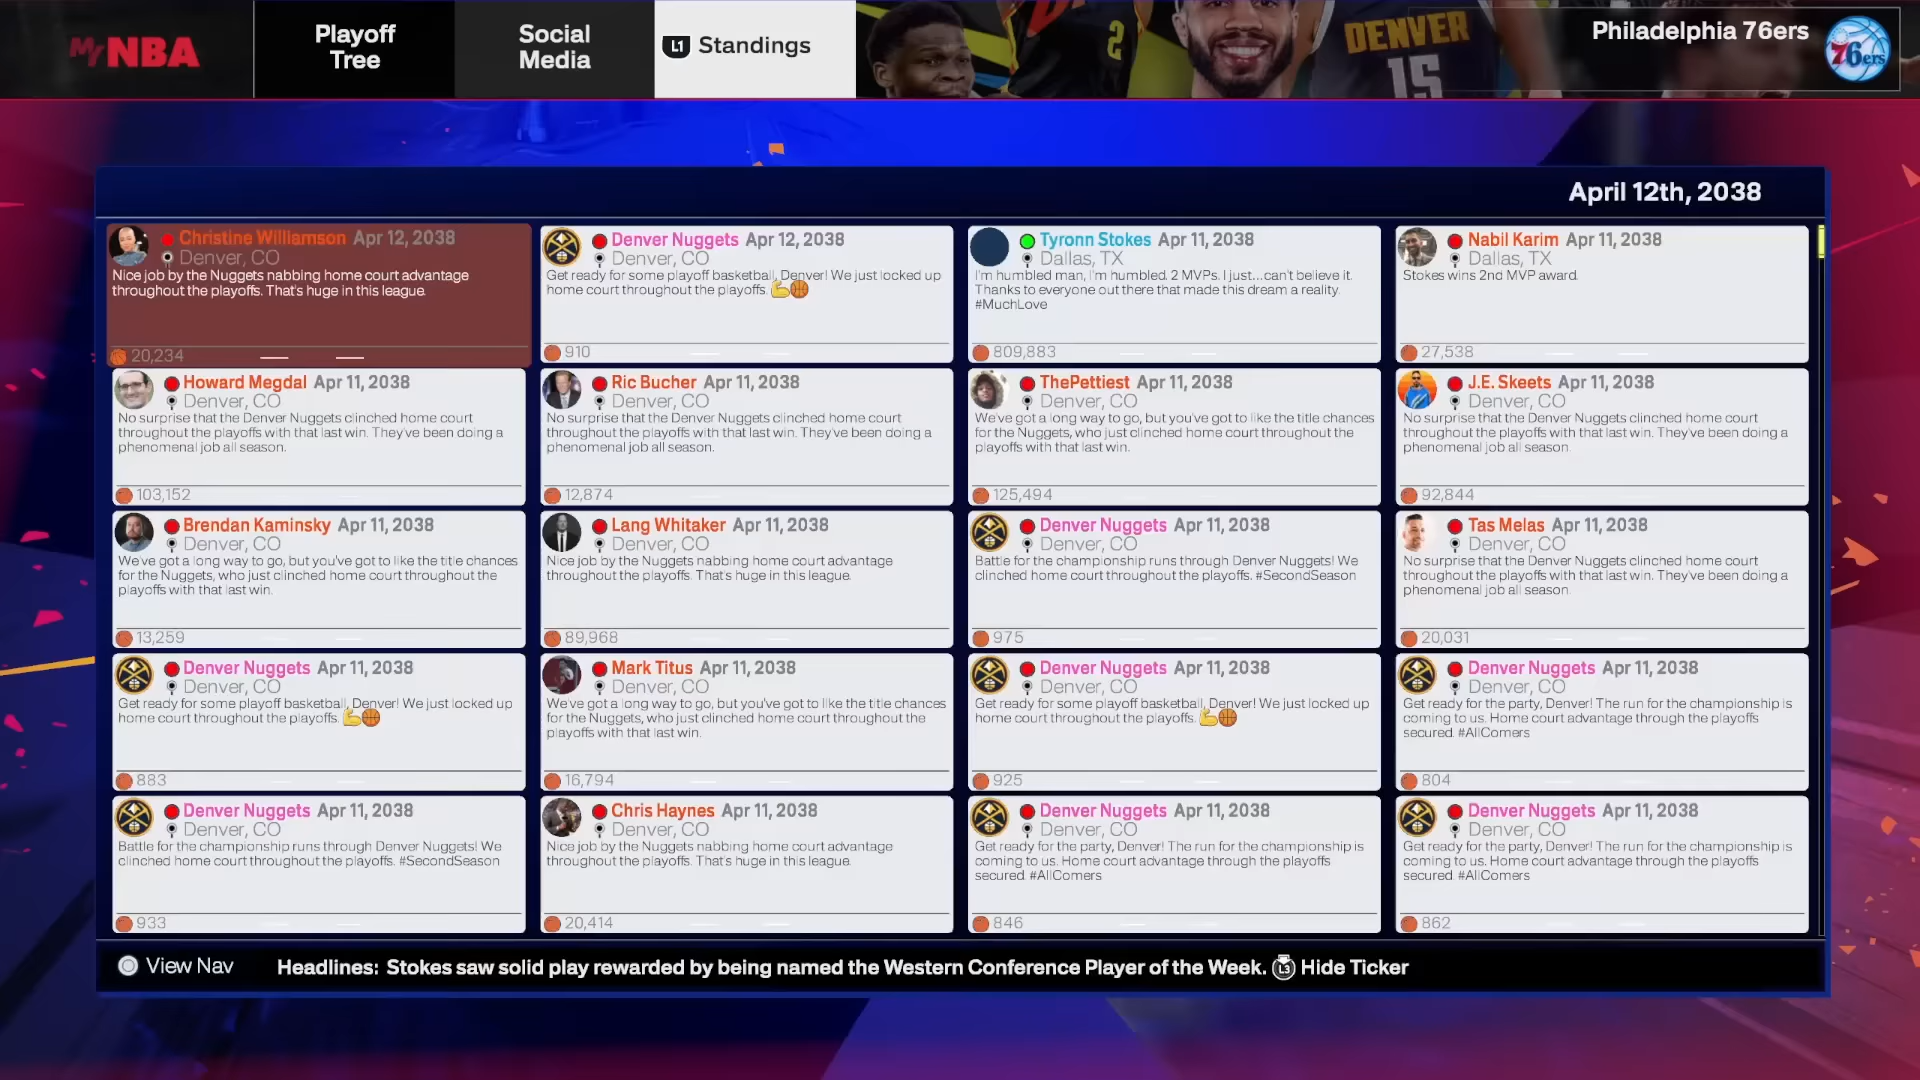 MyNBA
Playoff
Tree
Social
Media
L1 Standings
2
DENVER
15
Philadelphia 76ers
76ers
April 12th, 2038
Christine Williamson Apr 12, 2038
Denver, CO
Nice job by the Nuggets nabbing home court advantage
throughout the playoffs. That's huge in this league.
20,234
Denver Nuggets Apr 12, 2038
Denver, CO
Get ready for some playoff basketball, Denver! We just locked up
home court throughout the playoffs.💪🏀
910
Tyronn Stokes Apr 11, 2038
Dallas, TX
I'm humbled man, I'm humbled. 2 MVPs. I just...can't believe it.
Thanks to everyone out there that made this dream a reality.
#MuchLove
809,883
Nabil Karim Apr 11, 2038
Dallas, TX
Stokes wins 2nd MVP award.
27,538
Howard Megdal Apr 11, 2038
Denver, CO
No surprise that the Denver Nuggets clinched home court
throughout the playoffs with that last win. They've been doing a
phenomenal job all season.
103,152
Ric Bucher Apr 11, 2038
Denver, CO
No surprise that the Denver Nuggets clinched home court
throughout the playoffs with that last win. They've been doing a
phenomenal job all season.
12,874
ThePettiest Apr 11, 2038
Denver, CO
We've got a long way to go, but you've got to like the title chances
for the Nuggets, who just clinched home court throughout the
playoffs with that last win.
125,494
J.E. Skeets Apr 11, 2038
Denver, CO
No surprise that the Denver Nuggets clinched home court
throughout the playoffs with that last win. They've been doing a
phenomenal job all season.
92,844
Brendan Kaminsky Apr 11, 2038
Denver, CO
We've got a long way to go, but you've got to like the title chances
for the Nuggets, who just clinched home court throughout the
playoffs with that last win.
13,259
Lang Whitaker Apr 11, 2038
Denver, CO
Nice job by the Nuggets nabbing home court advantage
throughout the playoffs. That's huge in this league.
89,968
Denver Nuggets Apr 11, 2038
Denver, CO
Battle for the championship runs through Denver Nuggets! We
clinched home court throughout the playoffs. #SecondSeason
975
Tas Melas Apr 11, 2038
Denver, CO
No surprise that the Denver Nuggets clinched home court
throughout the playoffs with that last win. They've been doing a
phenomenal job all season.
20,031
Denver Nuggets Apr 11, 2038
Denver, CO
Get ready for some playoff basketball, Denver! We just locked up
home court throughout the playoffs.💪🏀
883
Mark Titus Apr 11, 2038
Denver, CO
We've got a long way to go, but you've got to like the title chances
for the Nuggets, who just clinched home court throughout the
playoffs with that last win.
16,794
Denver Nuggets Apr 11, 2038
Denver, CO
Get ready for some playoff basketball, Denver! We just locked up
home court throughout the playoffs.💪🏀
925
Denver Nuggets Apr 11, 2038
Denver, CO
Get ready for the party, Denver! The run for the championship is
coming to us. Home court advantage through the playoffs
secured. #AllComers
804
Denver Nuggets Apr 11, 2038
Denver, CO
Battle for the championship runs through Denver Nuggets! We
clinched home court throughout the playoffs. #SecondSeason
933
Chris Haynes Apr 11, 2038
Denver, CO
Nice job by the Nuggets nabbing home court advantage
throughout the playoffs. That's huge in this league.
20,414
Denver Nuggets Apr 11, 2038
Denver, CO
Get ready for the party, Denver! The run for the championship is
coming to us. Home court advantage through the playoffs
secured. #AllComers
846
Denver Nuggets Apr 11, 2038
Denver, CO
Get ready for the party, Denver! The run for the championship is
coming to us. Home court advantage through the playoffs
secured. #AllComers
862
View Nav Headlines: Stokes saw solid play rewarded by being named the Western Conference Player of the Week. L3 Hide Ticker